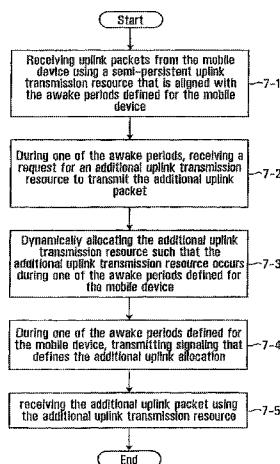 Start
Receiving uplink packets from the mobile
device using a semi-persistent uplink
transmission resource that is aligned with
the awake periods defined for the mobile
device
7-1
During one of the awake periods, receiving a
request for an additional uplink transmission
resource to transmit the additional uplink
packet
7-2
Dynamically allocating the additional uplink
transmission resource such that the
additional uplink transmission resource occurs
during one of the awake periods defined for
the mobile device
7-3
During one of the awake periods defined for
the mobile device, transmitting signaling that
defines the additional uplink allocation
7-4
receiving the additional uplink packet using
the additional uplink transmission resource
7-5
End